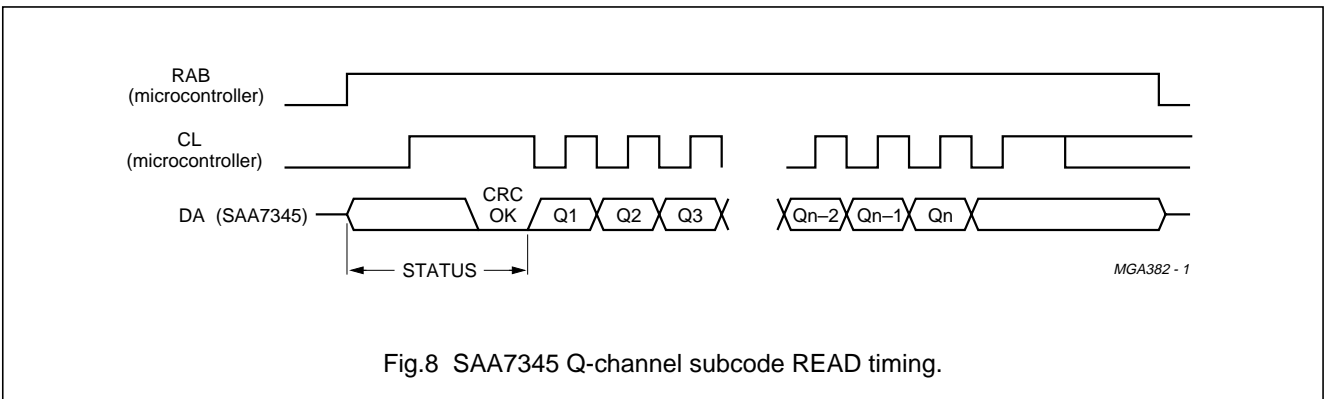 RAB
(microcontroller)
CL
(microcontroller)
DA (SAA7345)
CRC
OK
Q1
Q2
Q3
Qn–2
Qn–1
Qn
STATUS
MGA382 - 1
Fig.8 SAA7345 Q-channel subcode READ timing.